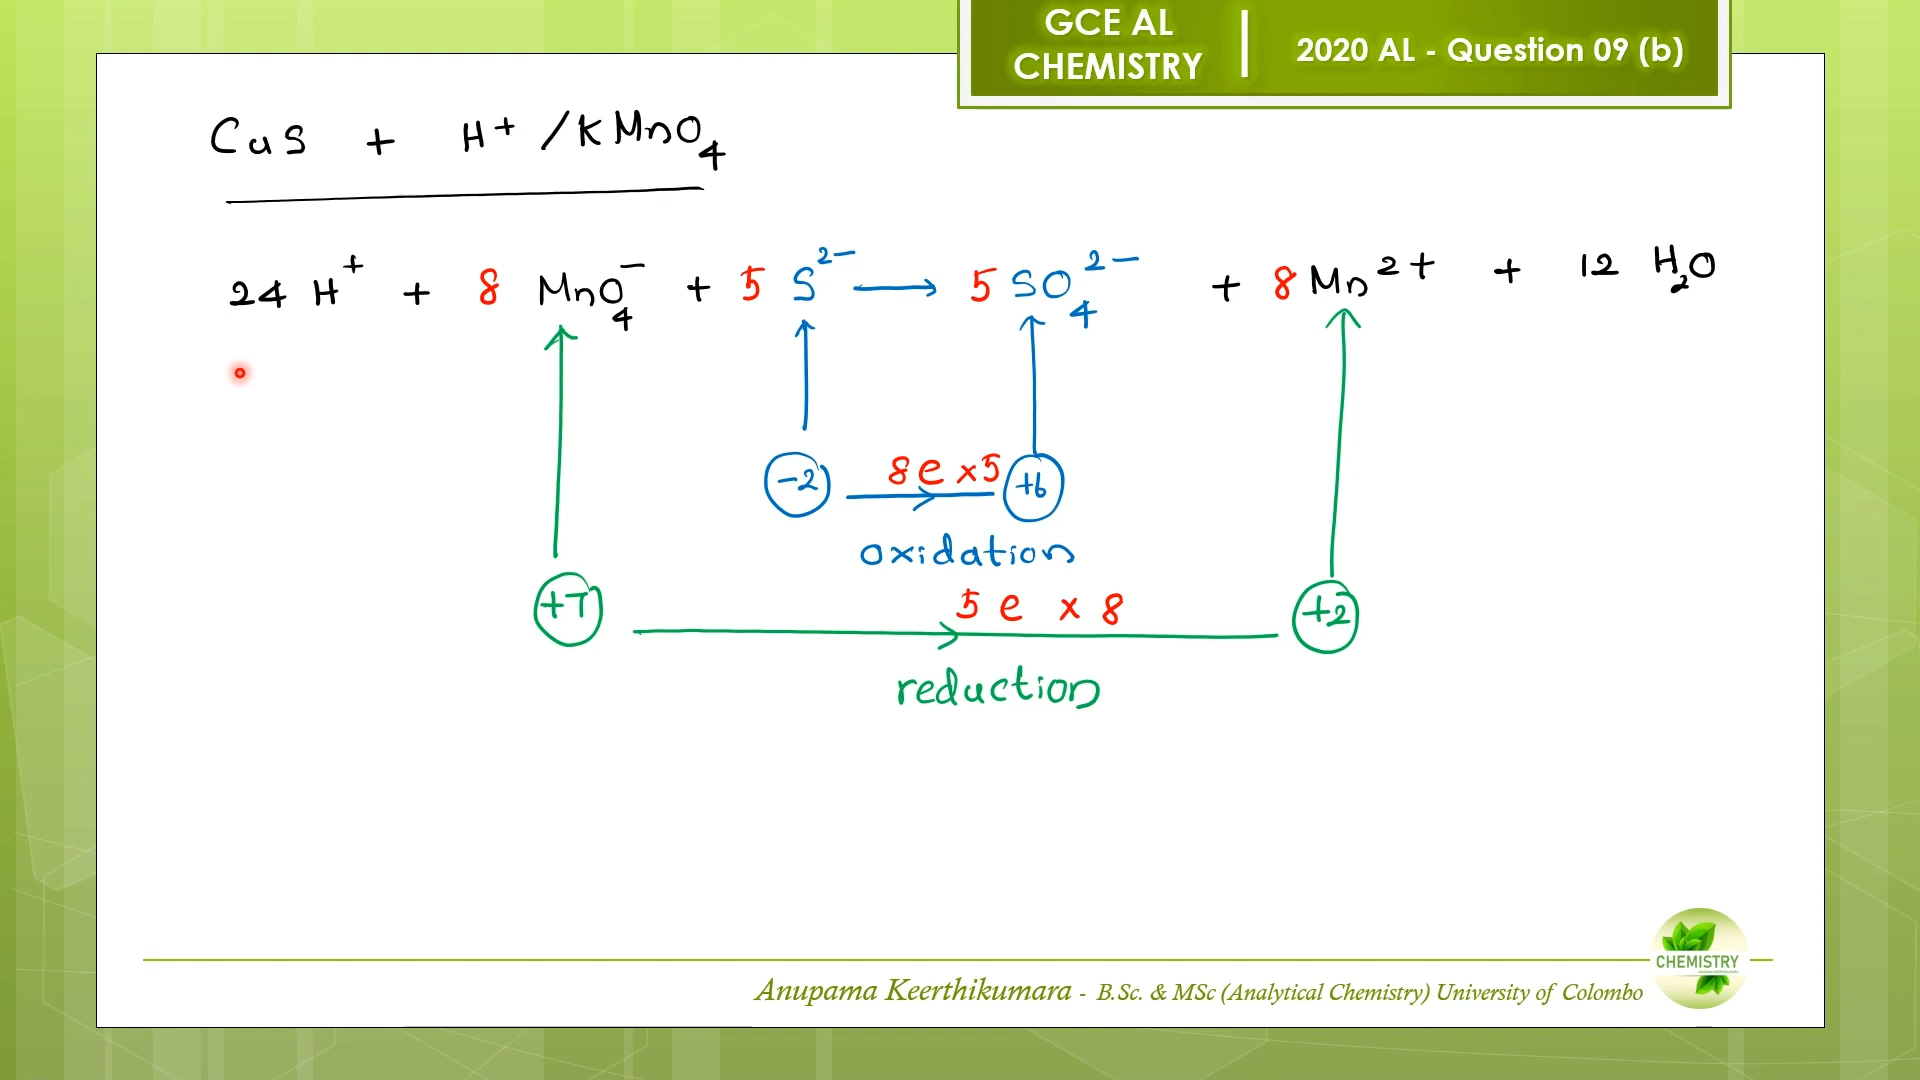 GCE AL
CHEMISTRY
2020 AL - Question 09 (b)
CuS + H⁺ /KMnO₄
24 H⁺ + 8 MnO₄⁻ + 5 S²⁻ → 5 SO₄²⁻ + 8 Mn²⁺ + 12 H₂O
-2 8e x5 +6
oxidation
+7 5 e x 8 +2
reduction
CHEMISTRY
Anupama Keerthikumara - B.Sc. & MSc (Analytical Chemistry) University of Colombo